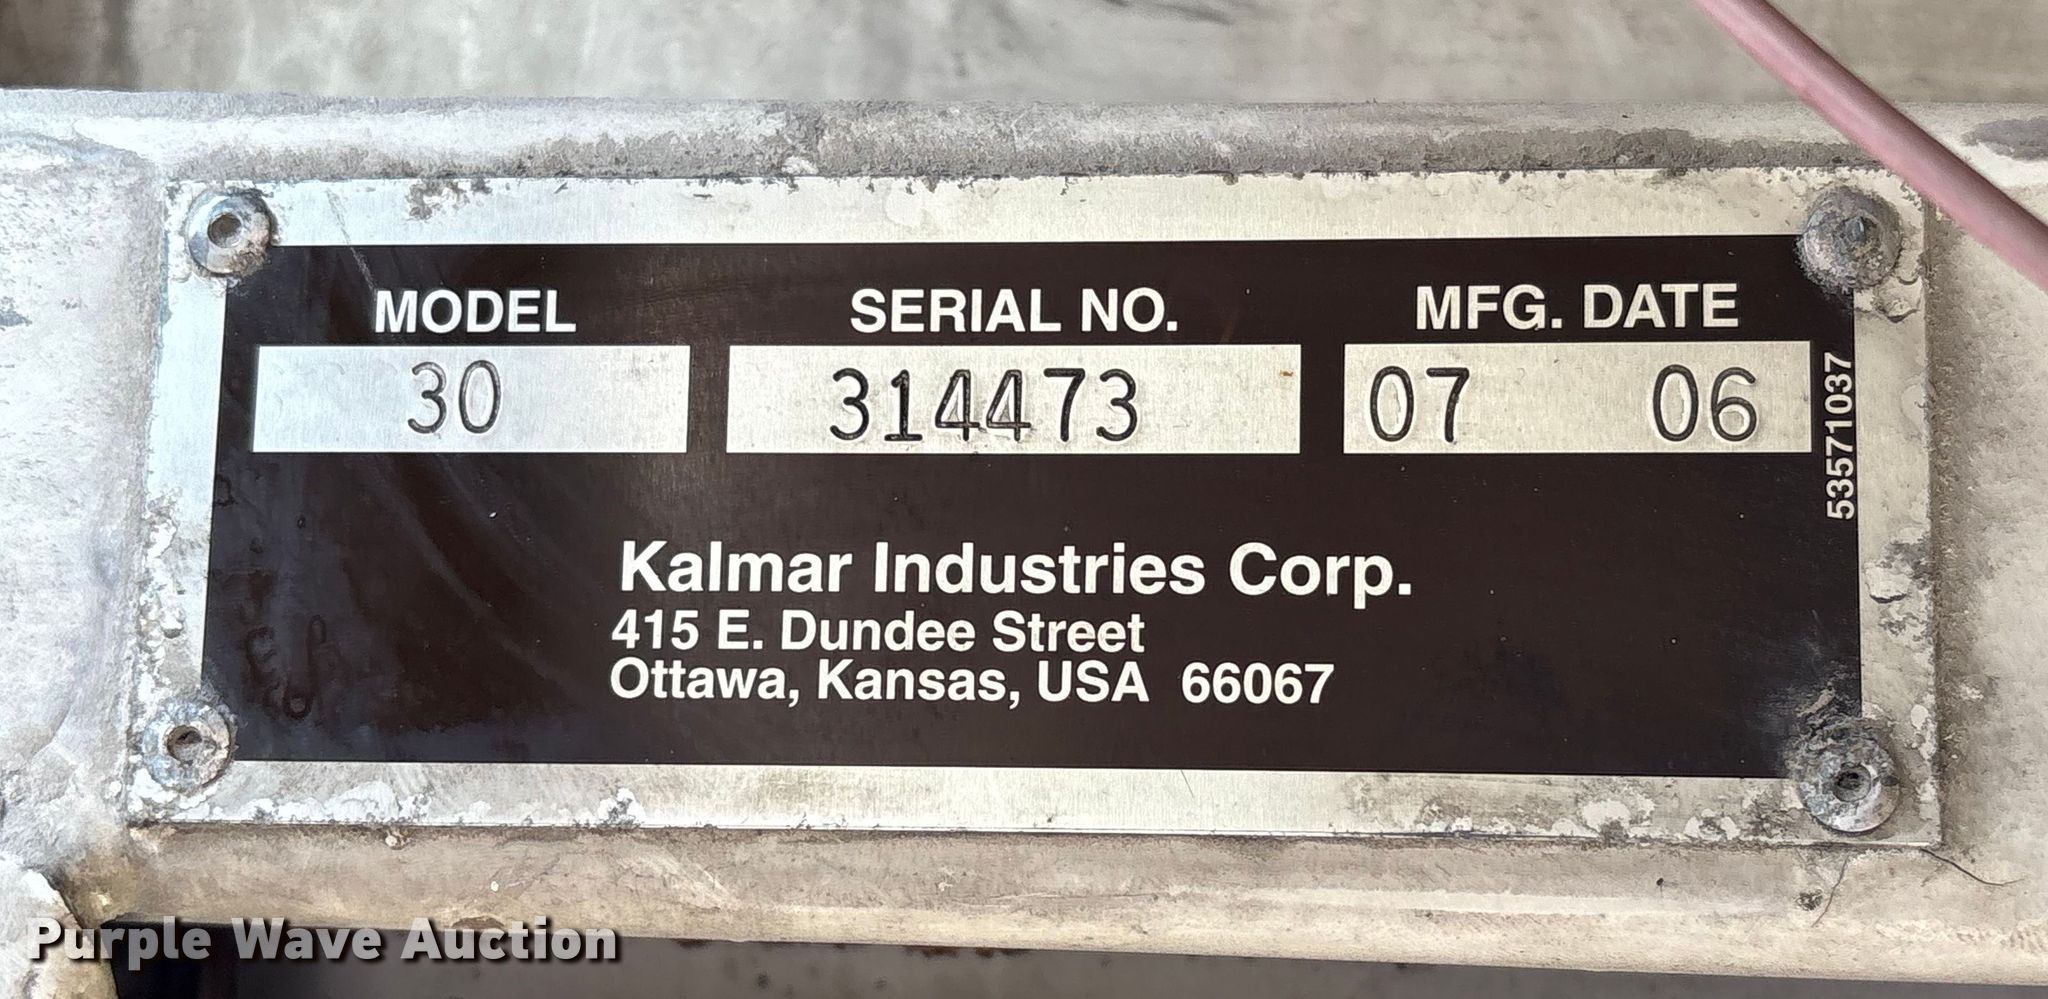 MODEL SERIAL NO. MFG. DATE
30 314473 07 06
53571037
Kalmar Industries Corp.
415 E. Dundee Street
Ottawa, Kansas, USA 66067
Purple Wave Auction